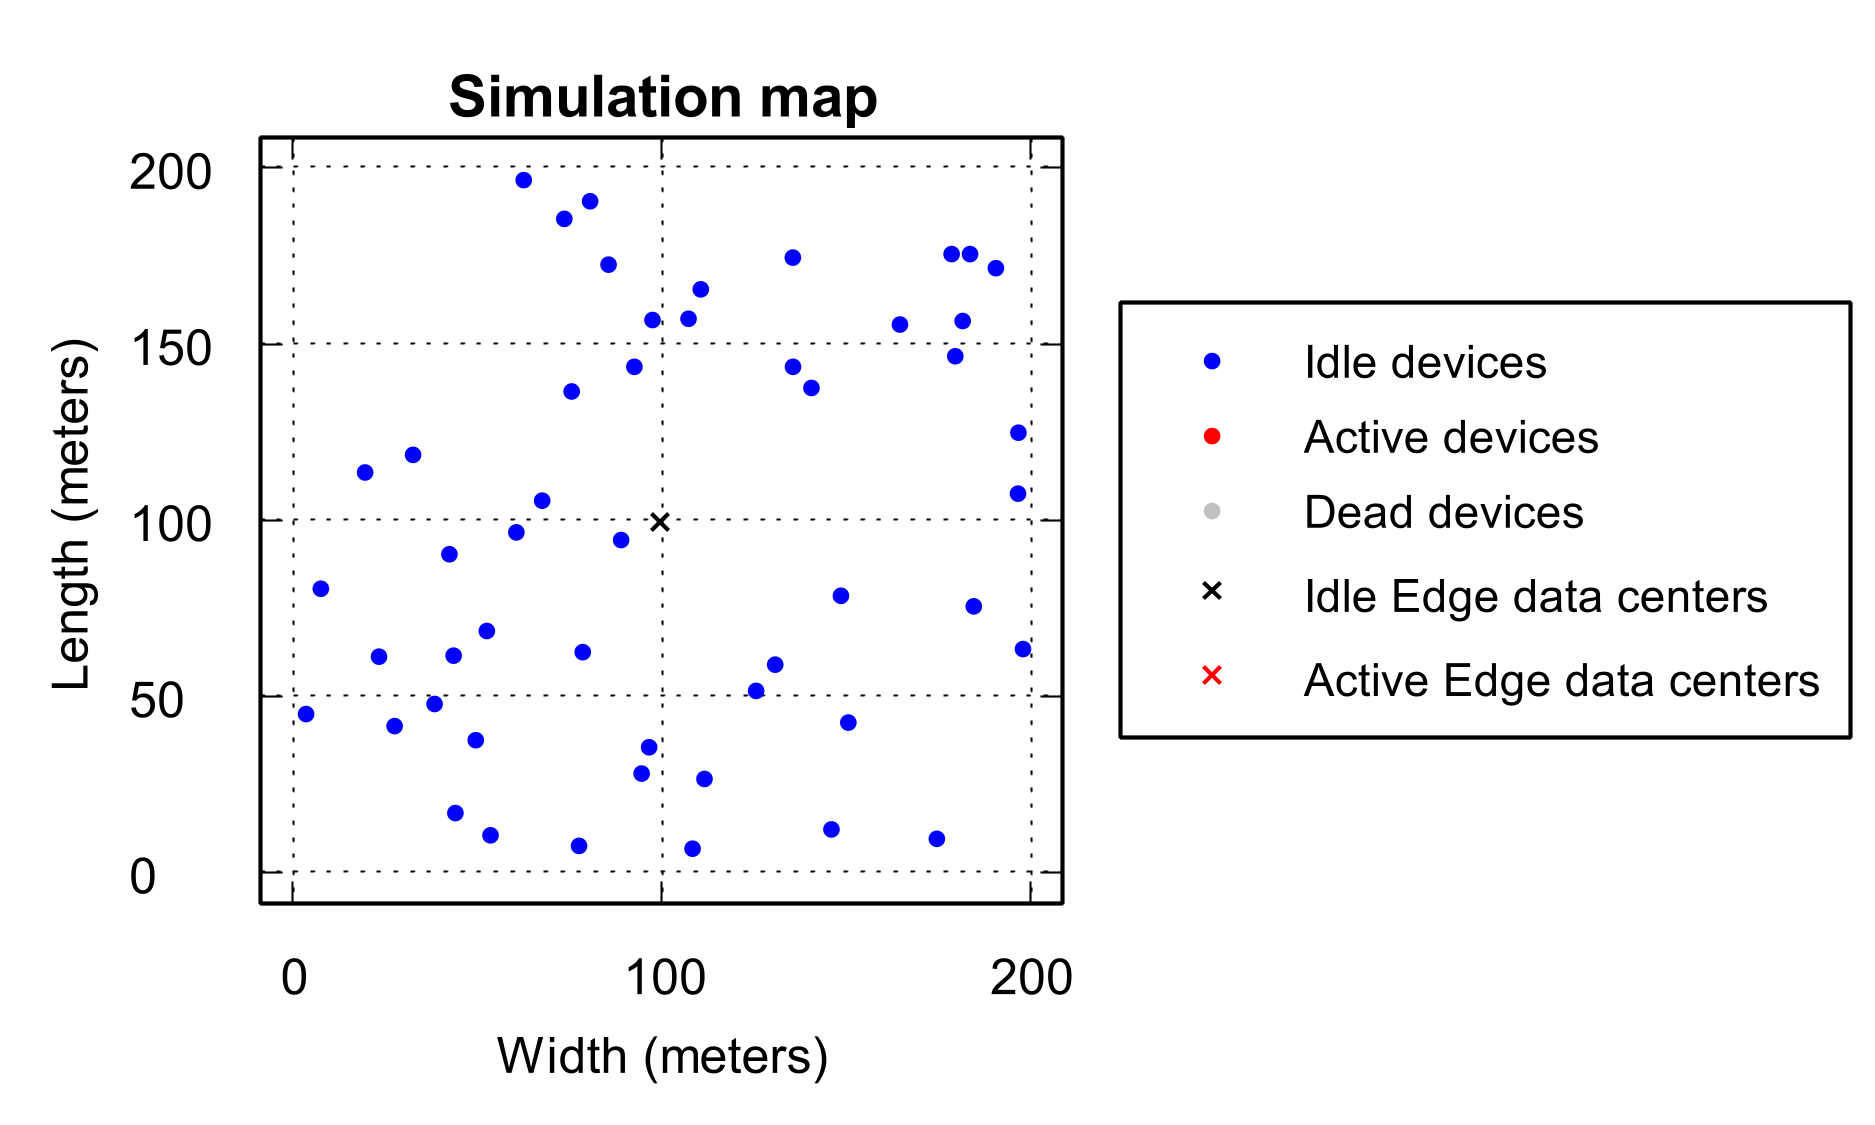 Simulation map
200
150
100
50
0
Length (meters)
0 100 200
Width (meters)
Idle devices
Active devices
Dead devices
Idle Edge data centers
Active Edge data centers